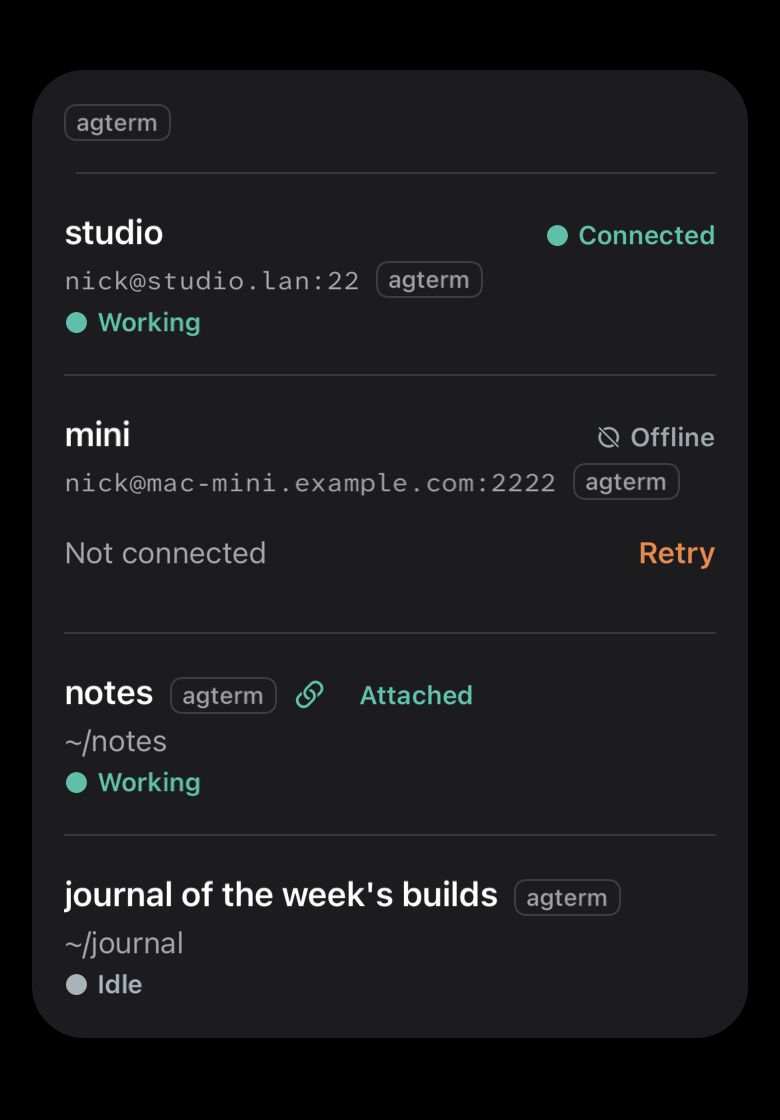 agterm
studio Connected
nick@studio.lan:22 agterm
Working
mini Offline
nick@mac-mini.example.com:2222 agterm
Not connected Retry
notes agterm Attached
~/notes
Working
journal of the week's builds agterm
~/journal
Idle